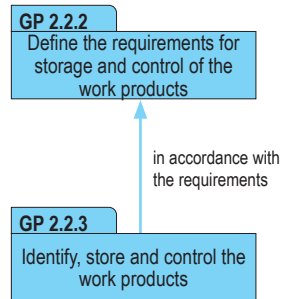 GP 2.2.2
Define the requirements for
storage and control of the
work products
in accordance with
the requirements
GP 2.2.3
Identify, store and control the
work products